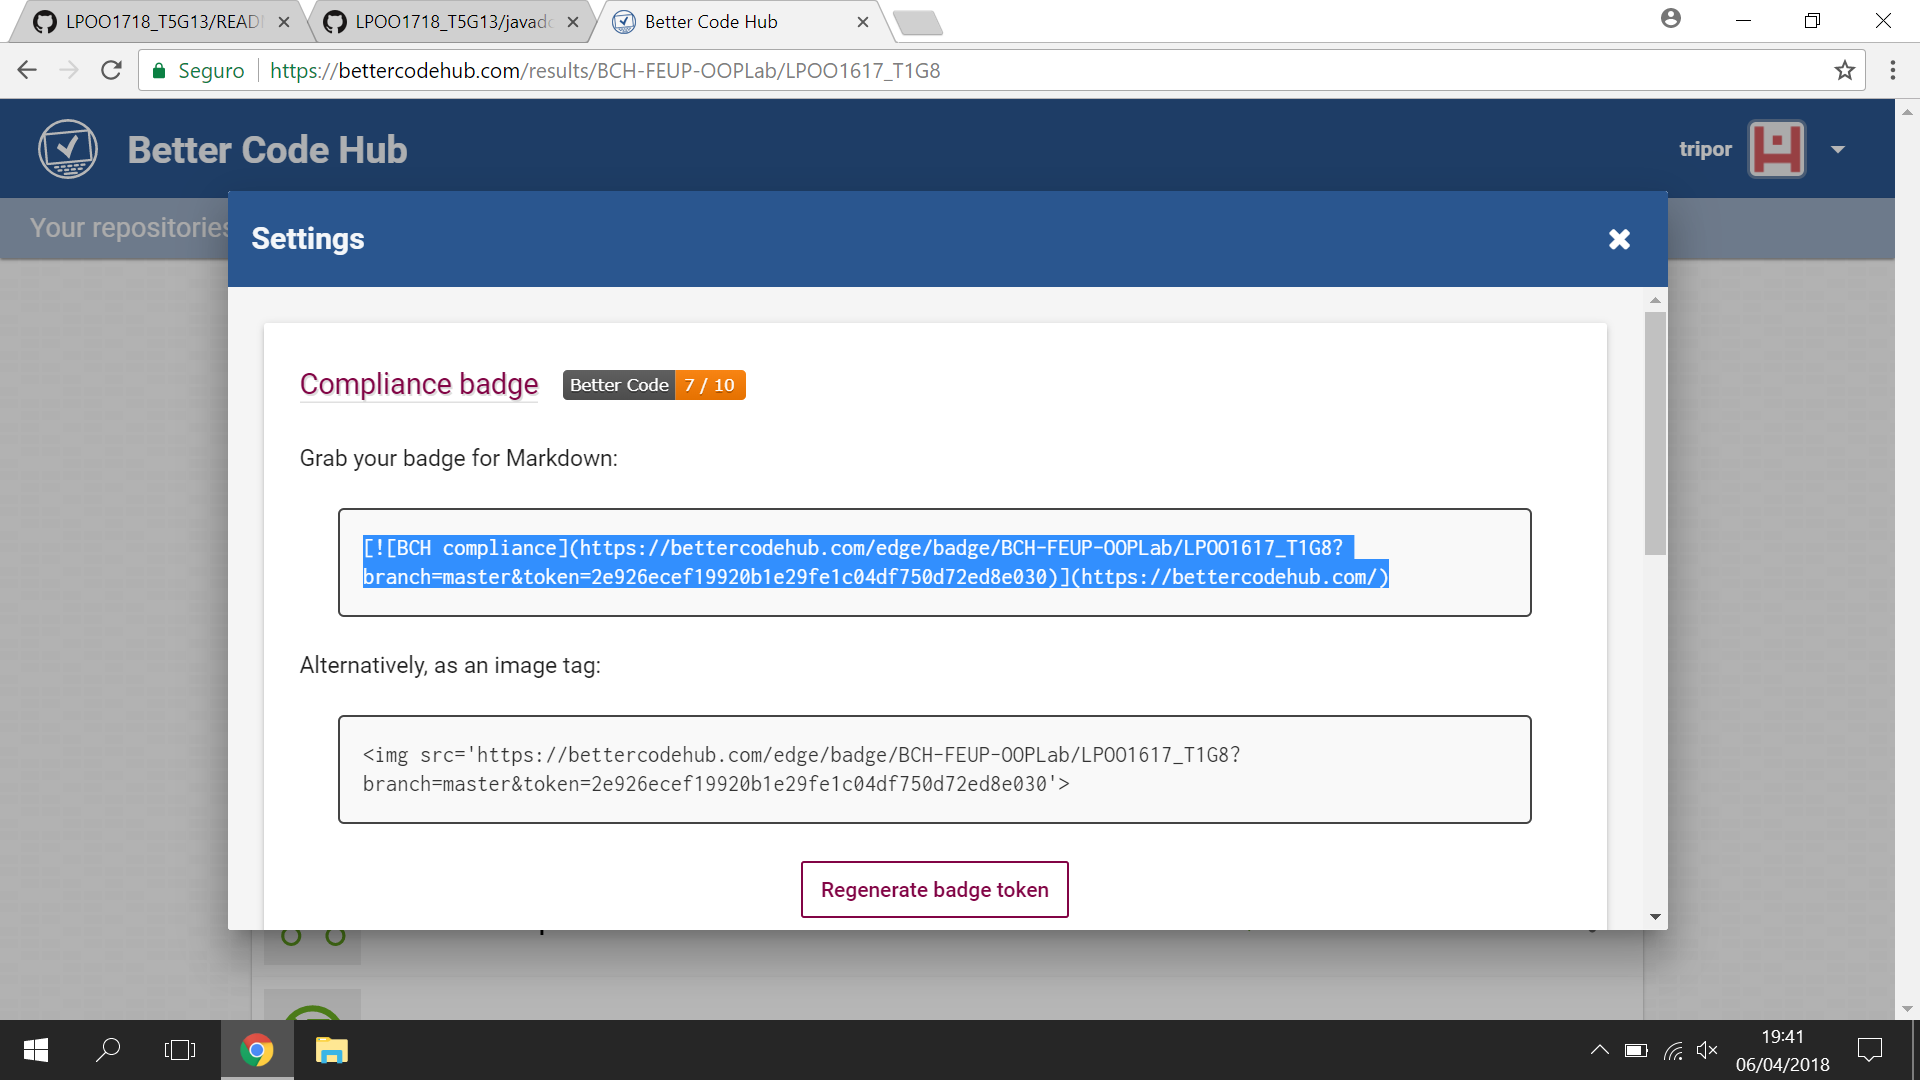 LPOO1718_T5G13/READ
LPOO1718_T5G13/javado
Better Code Hub
Seguro
https://bettercodehub.com/results/BCH-FEUP-OOPLab/LPOO1617_T1G8
Better Code Hub
tripor
Your repositories
Settings
Compliance badge
Better Code 7 / 10
Grab your badge for Markdown:
[![BCH compliance](https://bettercodehub.com/edge/badge/BCH-FEUP-OOPLab/LPOO1617_T1G8?
branch=master&token=2e926ecef19920b1e29fe1c04df750d72ed8e030)](https://bettercodehub.com/)
Alternatively, as an image tag:
<img src='https://bettercodehub.com/edge/badge/BCH-FEUP-OOPLab/LPOO1617_T1G8?
branch=master&token=2e926ecef19920b1e29fe1c04df750d72ed8e030'>
Regenerate badge token
19:41
06/04/2018